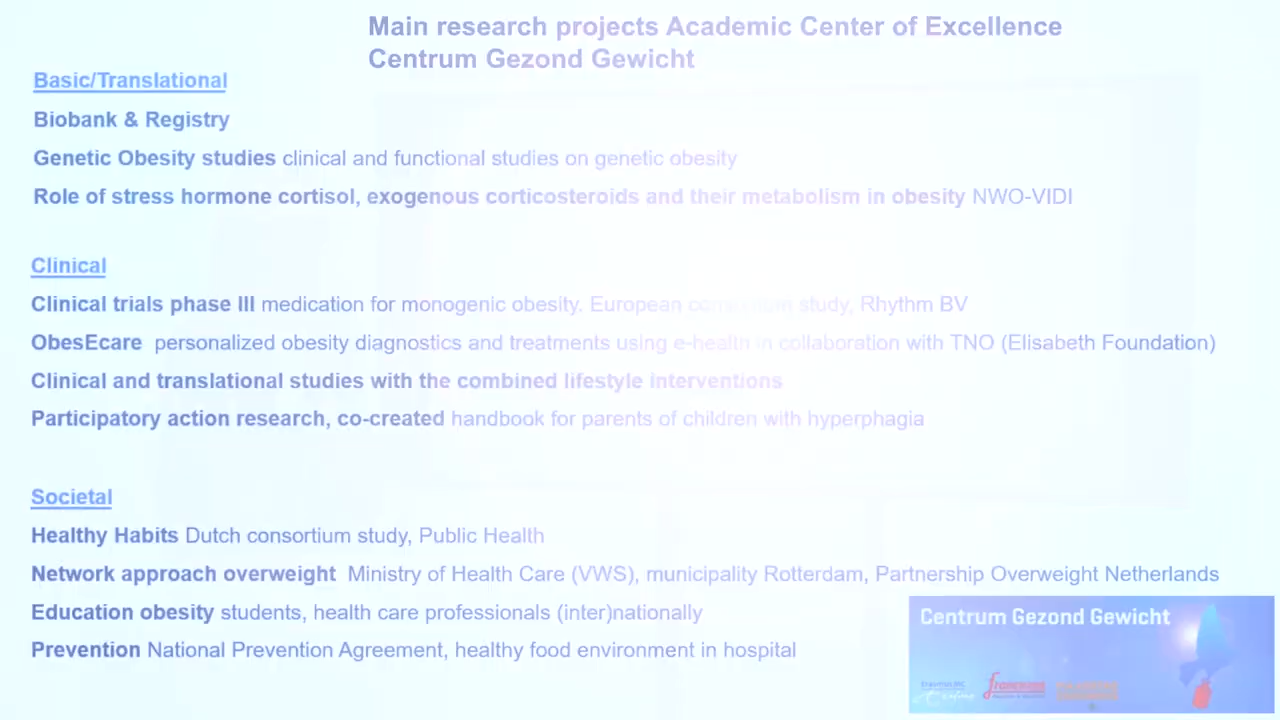 Main research projects Academic Center of Excellence
Centrum Gezond Gewicht
Basic/Translational
Biobank & Registry
Genetic Obesity studies clinical and functional studies on genetic obesity
Role of stress hormone cortisol, exogenous corticosteroids and their metabolism in obesity NWO-VIDI
Clinical
Clinical trials phase III medication for monogenic obesity. European consortium study, Rhythm BV
ObesEcare personalized obesity diagnostics and treatments using e-health in collaboration with TNO (Elisabeth Foundation)
Clinical and translational studies with the combined lifestyle interventions
Participatory action research, co-created handbook for parents of children with hyperphagia
Societal
Healthy Habits Dutch consortium study, Public Health
Network approach overweight Ministry of Health Care (VWS), municipality Rotterdam, Partnership Overweight Netherlands
Education obesity students, health care professionals (inter)nationally
Prevention National Prevention Agreement, healthy food environment in hospital
Centrum Gezond Gewicht
Erasmus MC